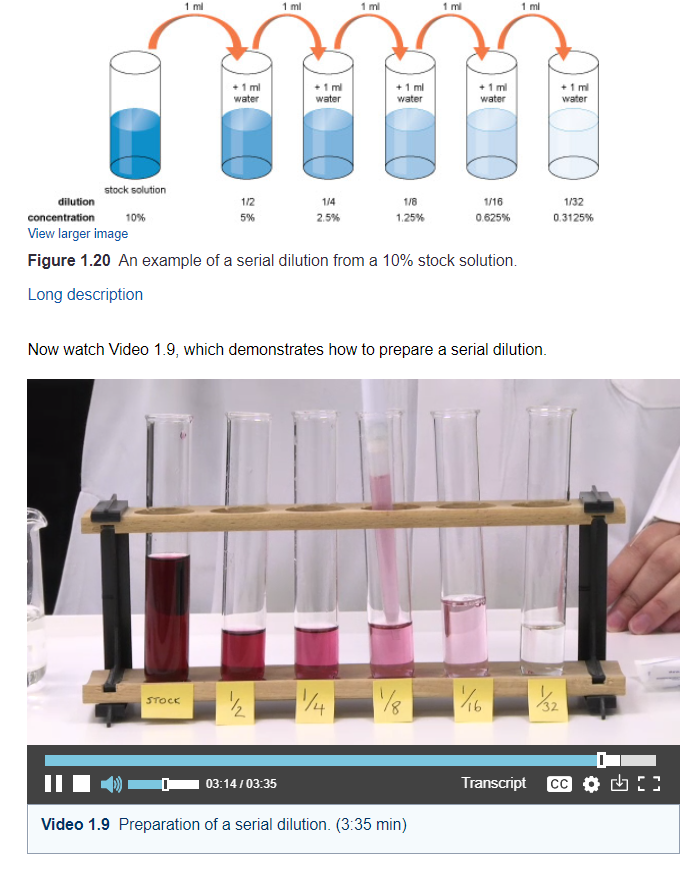 1 ml 1 ml 1 ml 1 ml 1 ml
+ 1 ml + 1 ml + 1 ml + 1 ml + 1 ml
water water water water water
stock solution
dilution 1/2 1/4 1/8 1/16 1/32
concentration 10% 5% 2.5% 1.25% 0.625% 0.3125%
View larger image
Figure 1.20 An example of a serial dilution from a 10% stock solution.
Long description
Now watch Video 1.9, which demonstrates how to prepare a serial dilution.
STOCK 1/2 1/4 1/8 1/16 1/32
03:14 / 03:35 Transcript CC
Video 1.9 Preparation of a serial dilution. (3:35 min)